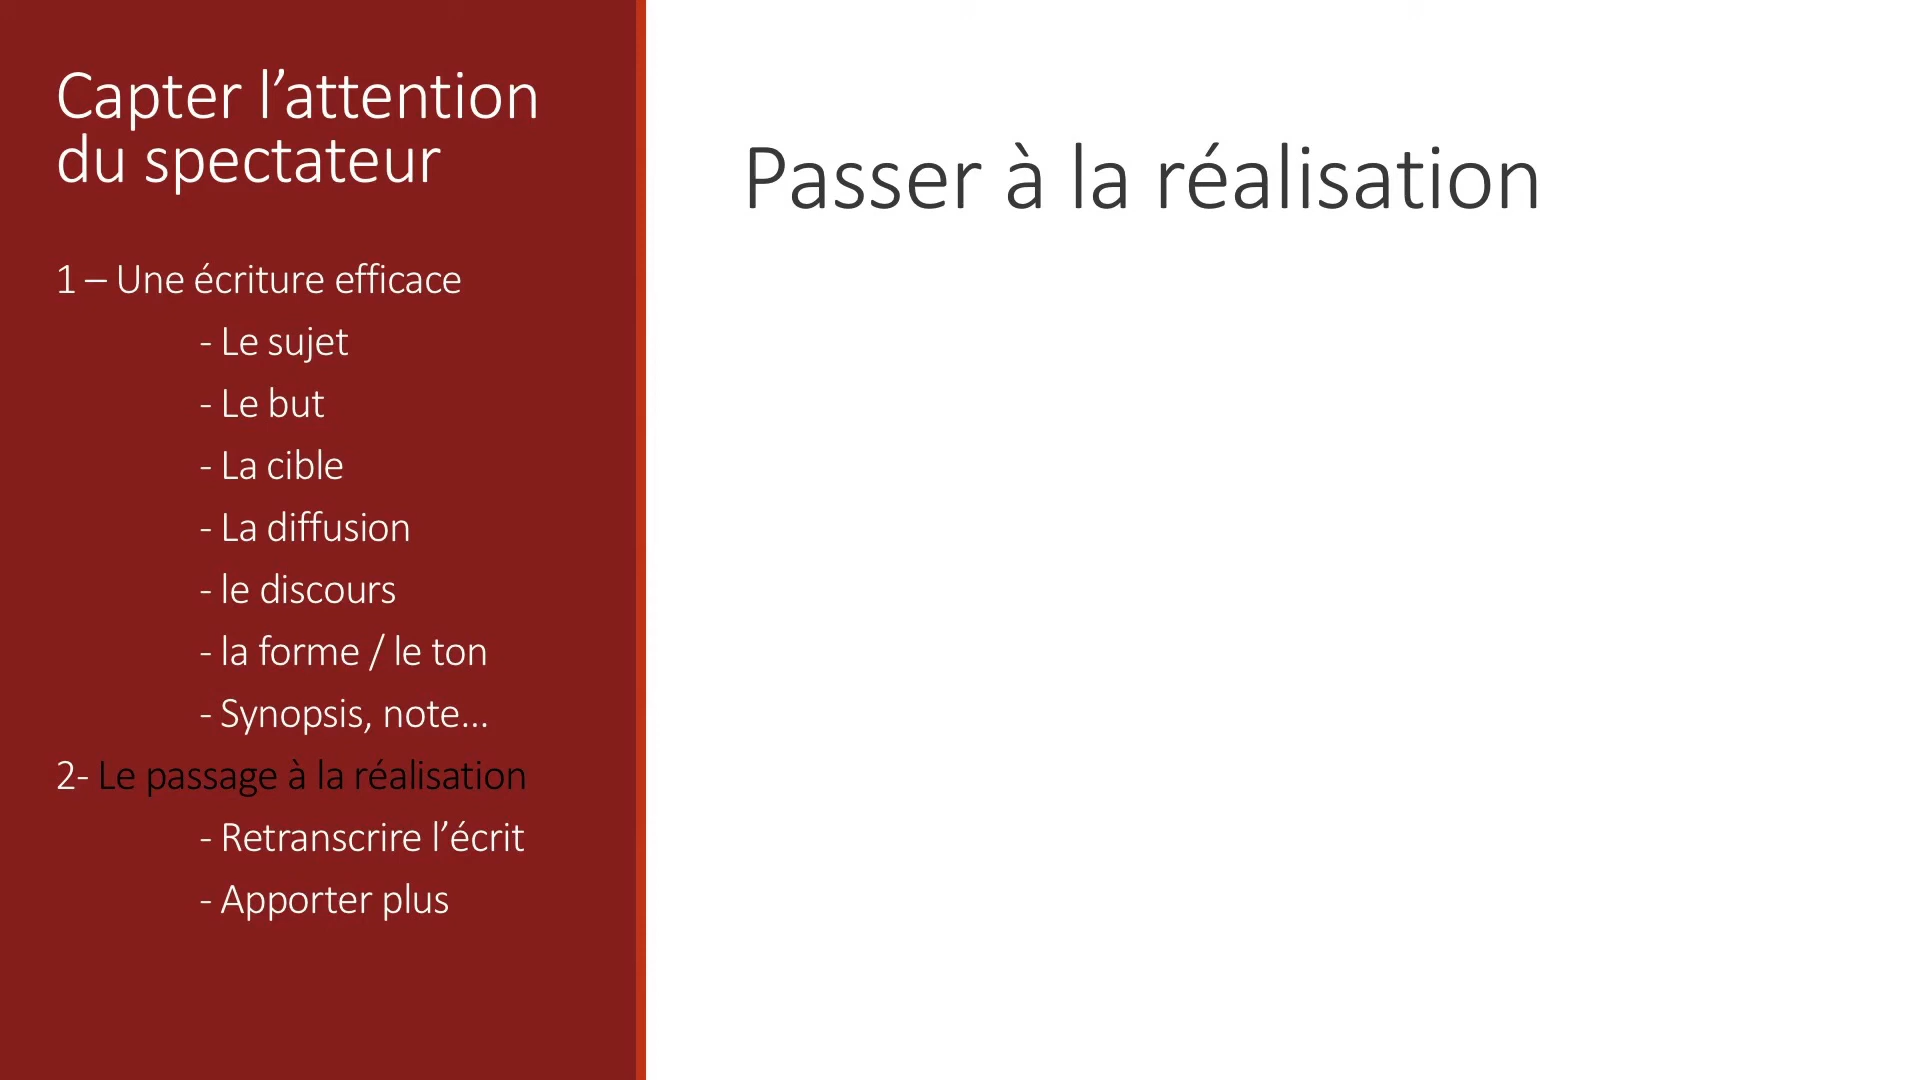 Capter l’attention
du spectateur
1 – Une écriture efficace
- Le sujet
- Le but
- La cible
- La diffusion
- le discours
- la forme / le ton
- Synopsis, note…
2- Le passage à la réalisation
- Retranscrire l’écrit
- Apporter plus
Passer à la réalisation